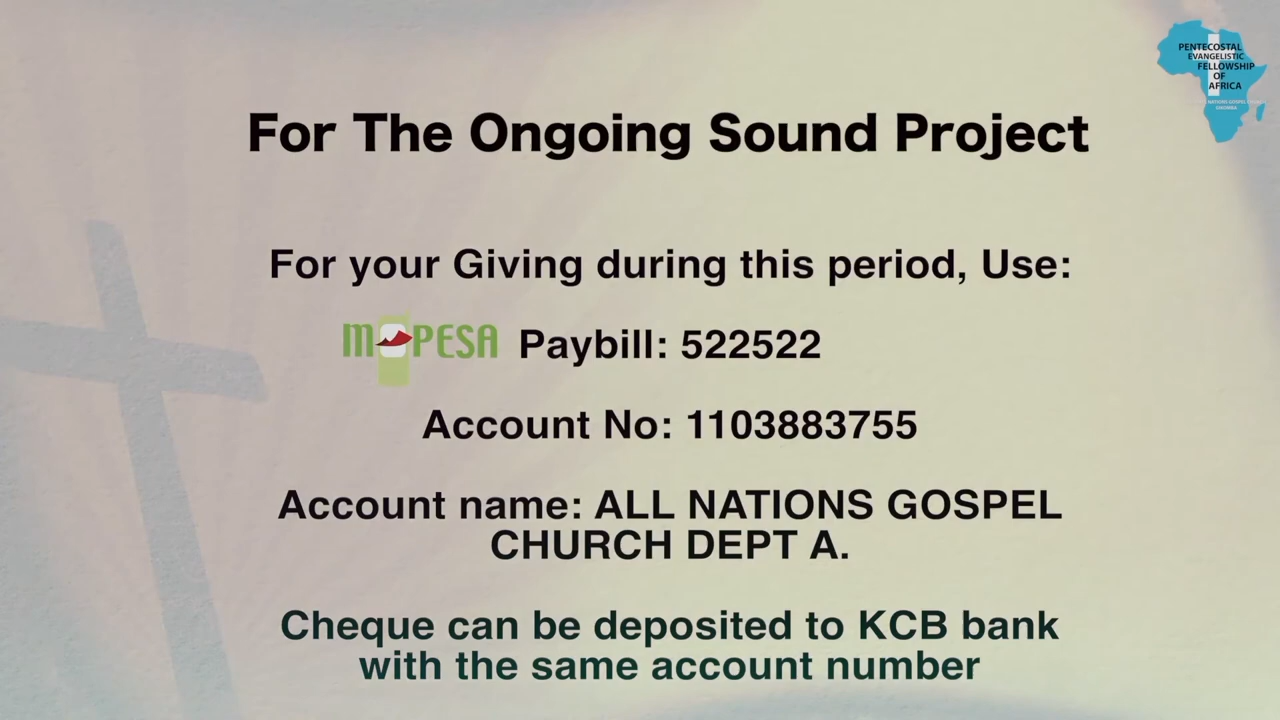 PENTECOSTAL
EVANGELISTIC
FELLOWSHIP
OF
AFRICA
For The Ongoing Sound Project
For your Giving during this period, Use:
M PESA Paybill: 522522
Account No: 1103883755
Account name: ALL NATIONS GOSPEL
CHURCH DEPT A.
Cheque can be deposited to KCB bank
with the same account number